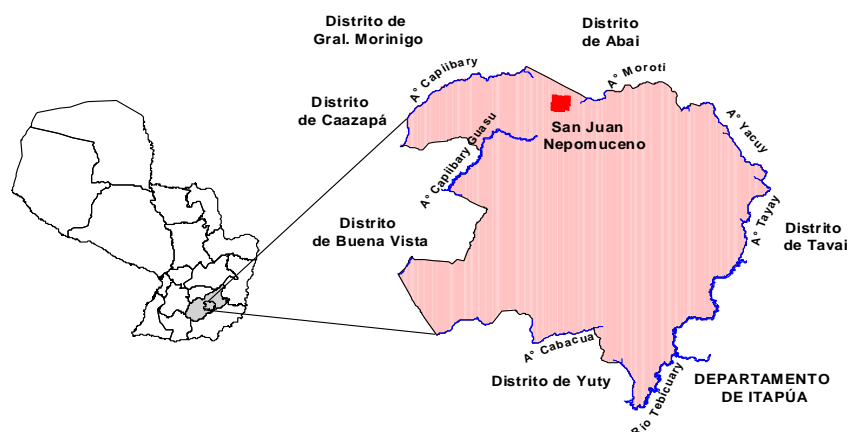 Distrito de
Gral. Morinigo
Distrito
de Abai
A° Capiibary
A° Moroti
Distrito
de Caazapá
San Juan
Nepomuceno
A° Yacuy
A° Capiibary Guasu
Distrito
de Buena Vista
A° Tayay
Distrito
de Tavai
A° Cabacua
Distrito de Yuty
Rio Tebicuary
DEPARTAMENTO
DE ITAPÚA